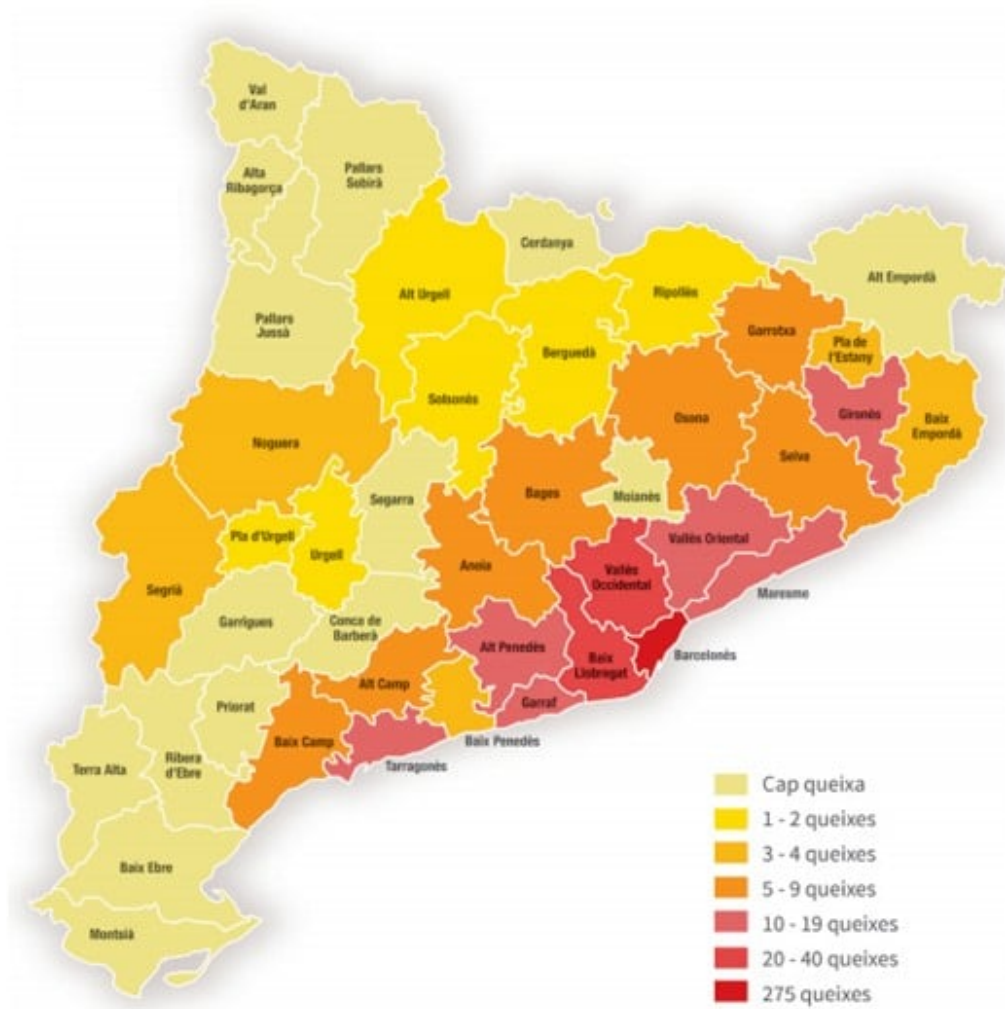 Val
d'Aran
Alta
Ribagorça
Pallars
Sobirà
Cerdanya
Alt Empordà
Alt Urgell
Ripollès
Pallars
Jussà
Garrotxa
Pla de
l'Estany
Berguedà
Solsonès
Gironès
Osona
Baix
Empordà
Noguera
Selva
Segarra
Bages
Moianès
Pla d'Urgell
Urgell
Vallès Oriental
Anoia
Vallès
Occidental
Segrià
Maresme
Garrigues
Conca de
Barberà
Alt Penedès
Barcelonès
Baix
Llobregat
Alt Camp
Garraf
Priorat
Baix Camp
Baix Penedès
Tarragonès
Terra Alta
Ribera
d'Ebre
Baix Ebre
Montsià
Cap queixa
1 - 2 queixes
3 - 4 queixes
5 - 9 queixes
10 - 19 queixes
20 - 40 queixes
275 queixes